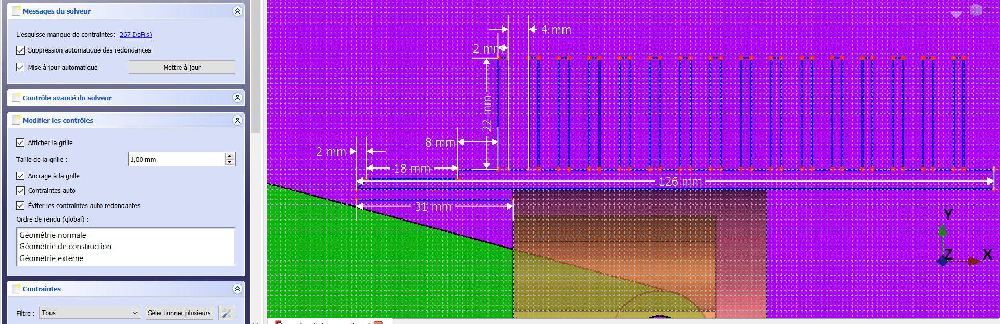 Messages du solveur
L'esquisse manque de contraintes: 267 DoF(s)
Suppression automatique des redondances
Mise à jour automatique
Mettre à jour
Contrôle avancé du solveur
Modifier les contrôles
Afficher la grille
Taille de la grille :
1,00 mm
Ancrage à la grille
Contraintes auto
Éviter les contraintes auto redondantes
Ordre de rendu (global) :
Géométrie normale
Géométrie de construction
Géométrie externe
Contraintes
Filtre :
Tous
Sélectionner plusieurs
4 mm
2 mm
22 mm
8 mm
2 mm
18 mm
126 mm
31 mm
Y
Z
X